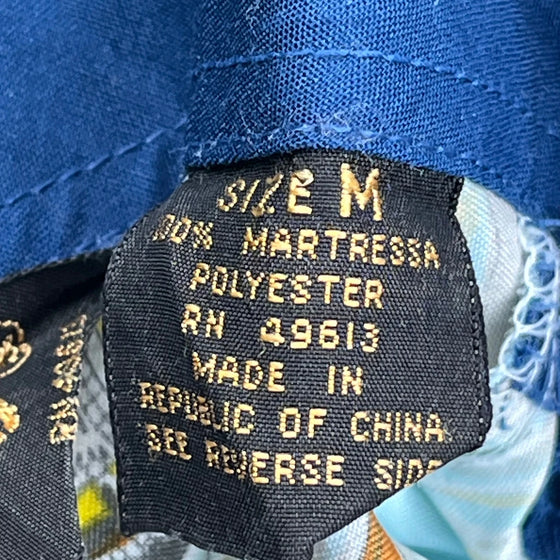 SIZE M
100% MARTRESSA
POLYESTER
RN 49613
MADE IN
REPUBLIC OF CHINA
SEE REVERSE SIDE